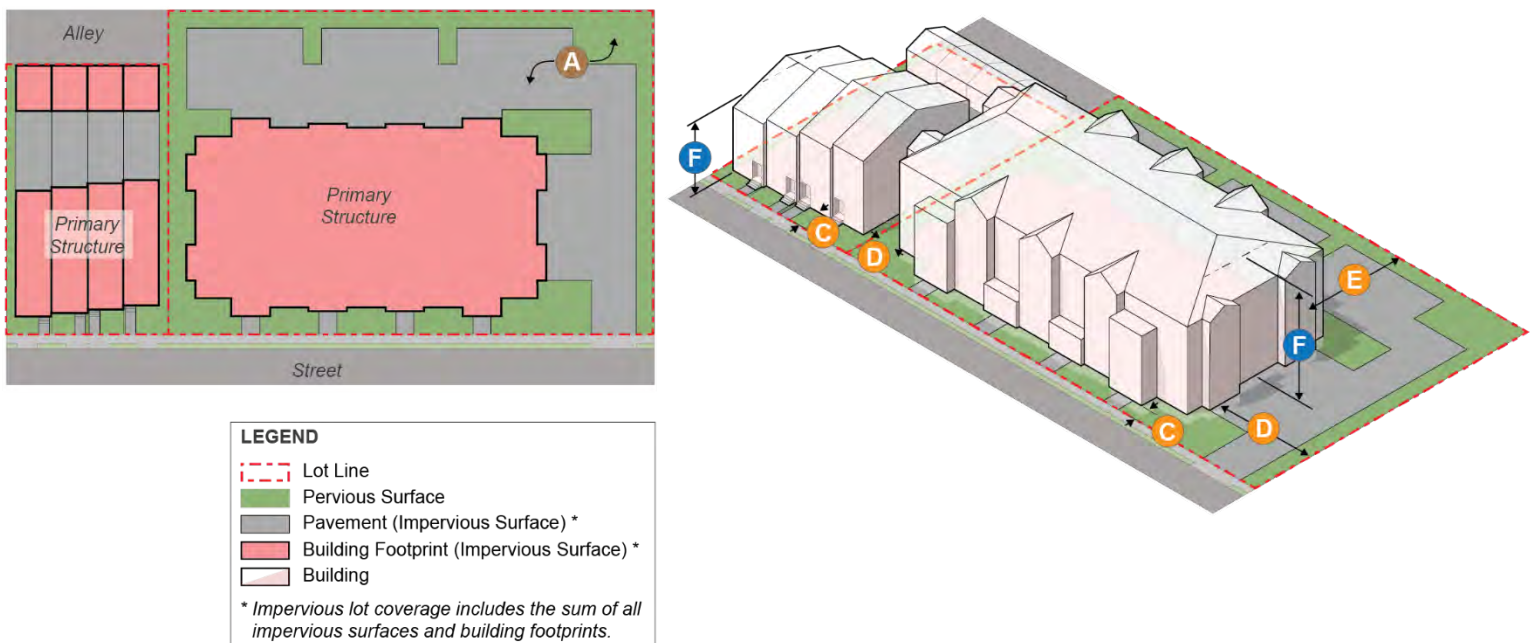 Alley
A
Primary
Structure
Primary
Structure
Street
F
C
D
E
F
C
D
LEGEND
Lot Line
Pervious Surface
Pavement (Impervious Surface) *
Building Footprint (Impervious Surface) *
Building
* Impervious lot coverage includes the sum of all
impervious surfaces and building footprints.